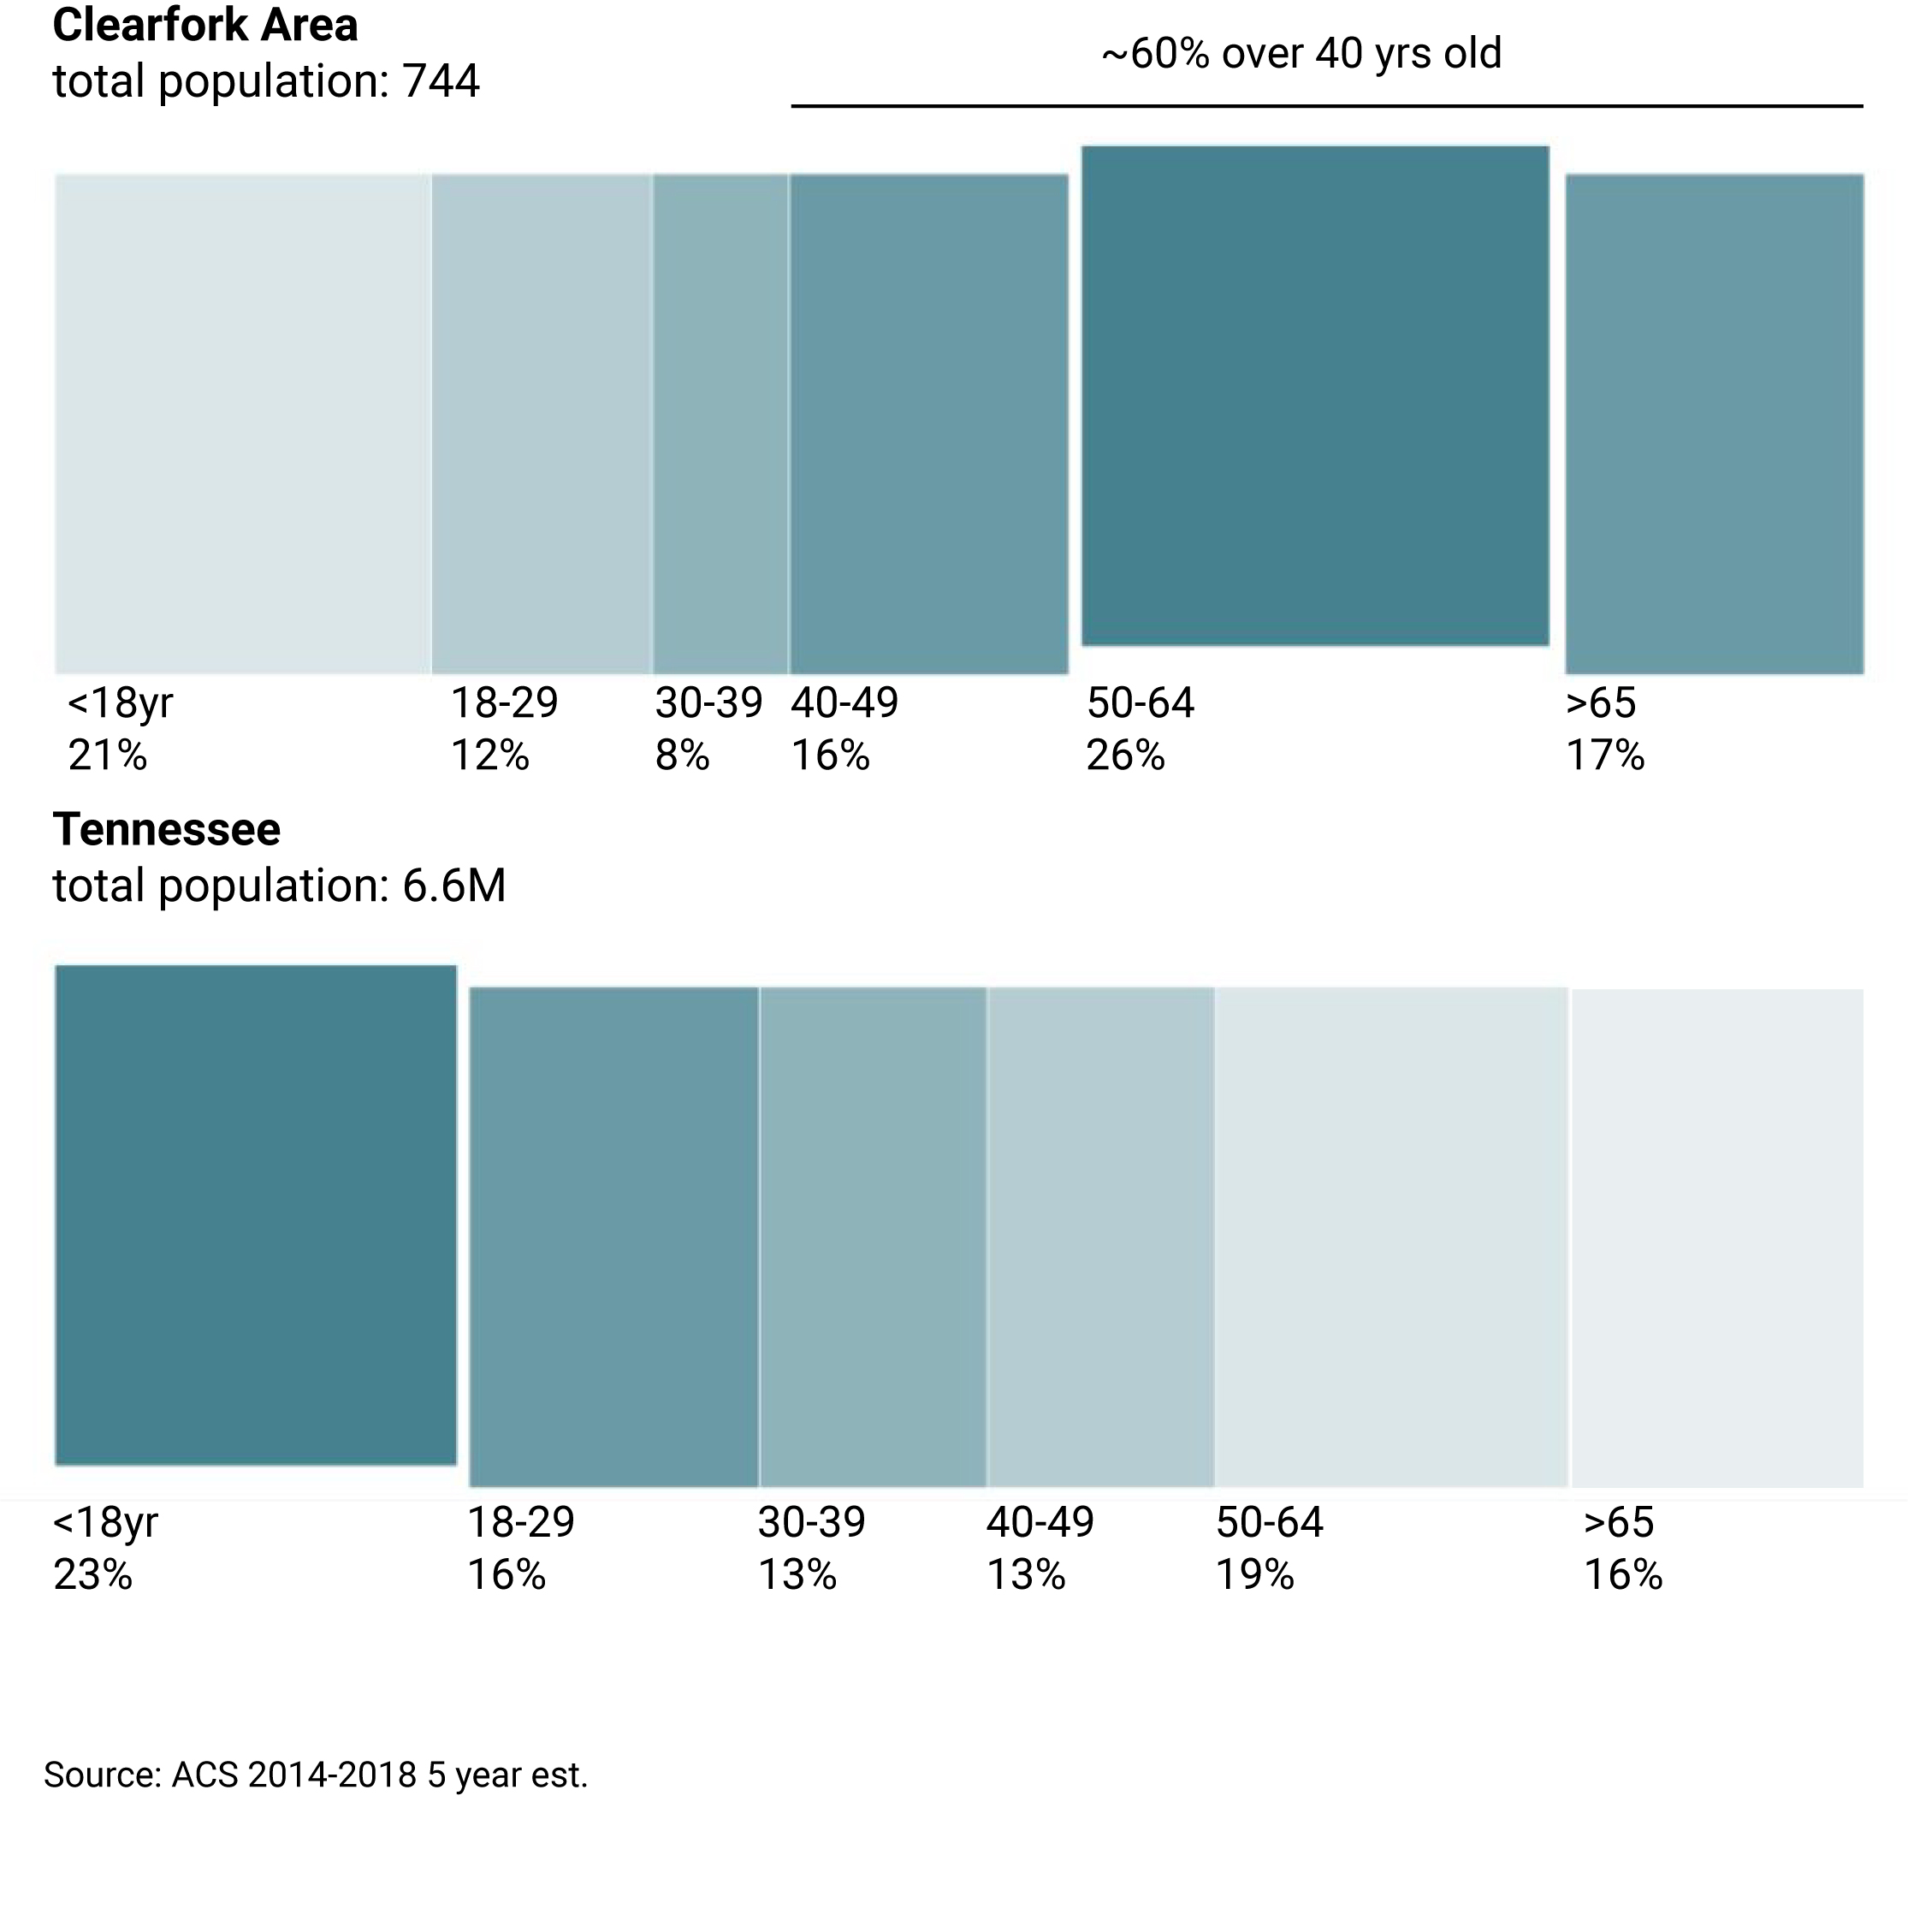 Clearfork Area
total population: 744
~60% over 40 yrs old
<18yr 18-29 30-39 40-49 50-64 >65
21% 12% 8% 16% 26% 17%
Tennessee
total population: 6.6M
<18yr 18-29 30-39 40-49 50-64 >65
23% 16% 13% 13% 19% 16%
Source: ACS 2014-2018 5 year est.